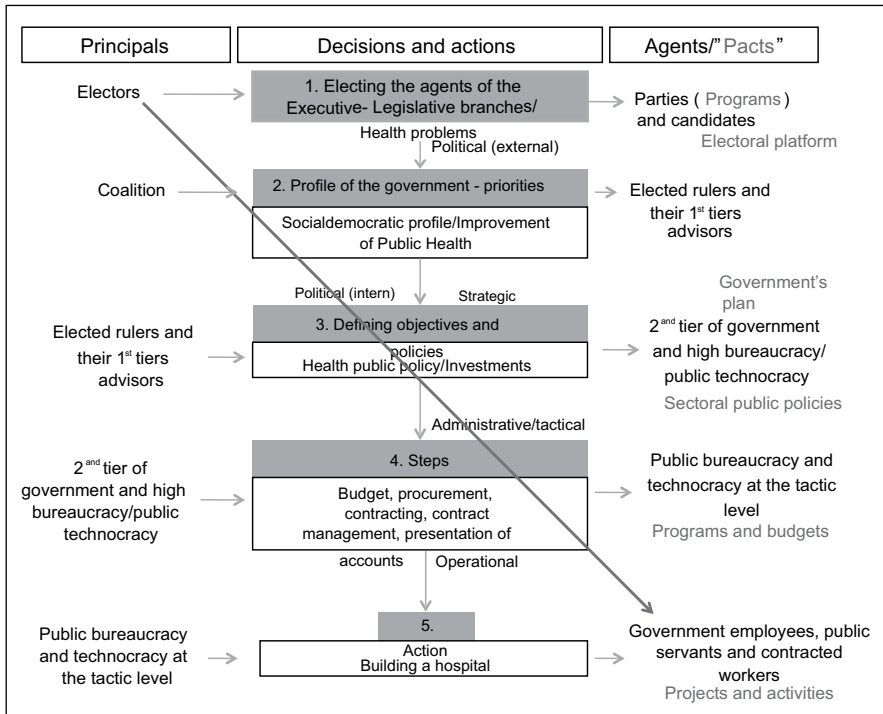 Principals
Decisions and actions
Agents/” Pacts ”
Electors
1. Electing the agents of the
Executive- Legislative branches/
Parties ( Programs )
and candidates
Electoral platform
Health problems
Political (external)
Coalition
2. Profile of the government - priorities
Socialdemocratic profile/Improvement
of Public Health
Elected rulers and
their 1st tiers
advisors
Political (intern)
Strategic
Elected rulers and
their 1st tiers
advisors
3. Defining objectives and
policies
Health public policy/Investments
Government’s
plan
2and tier of government
and high bureaucracy/
public technocracy
Sectoral public policies
Administrative/tactical
2and tier of
government and high
bureaucracy/public
technocracy
4. Steps
Budget, procurement,
contracting, contract
management, presentation of
accounts
Public bureaucracy and
technocracy at the tactic
level
Programs and budgets
Operational
Public bureaucracy
and technocracy at
the tactic level
5.
Action
Building a hospital
Government employees, public
servants and contracted
workers
Projects and activities